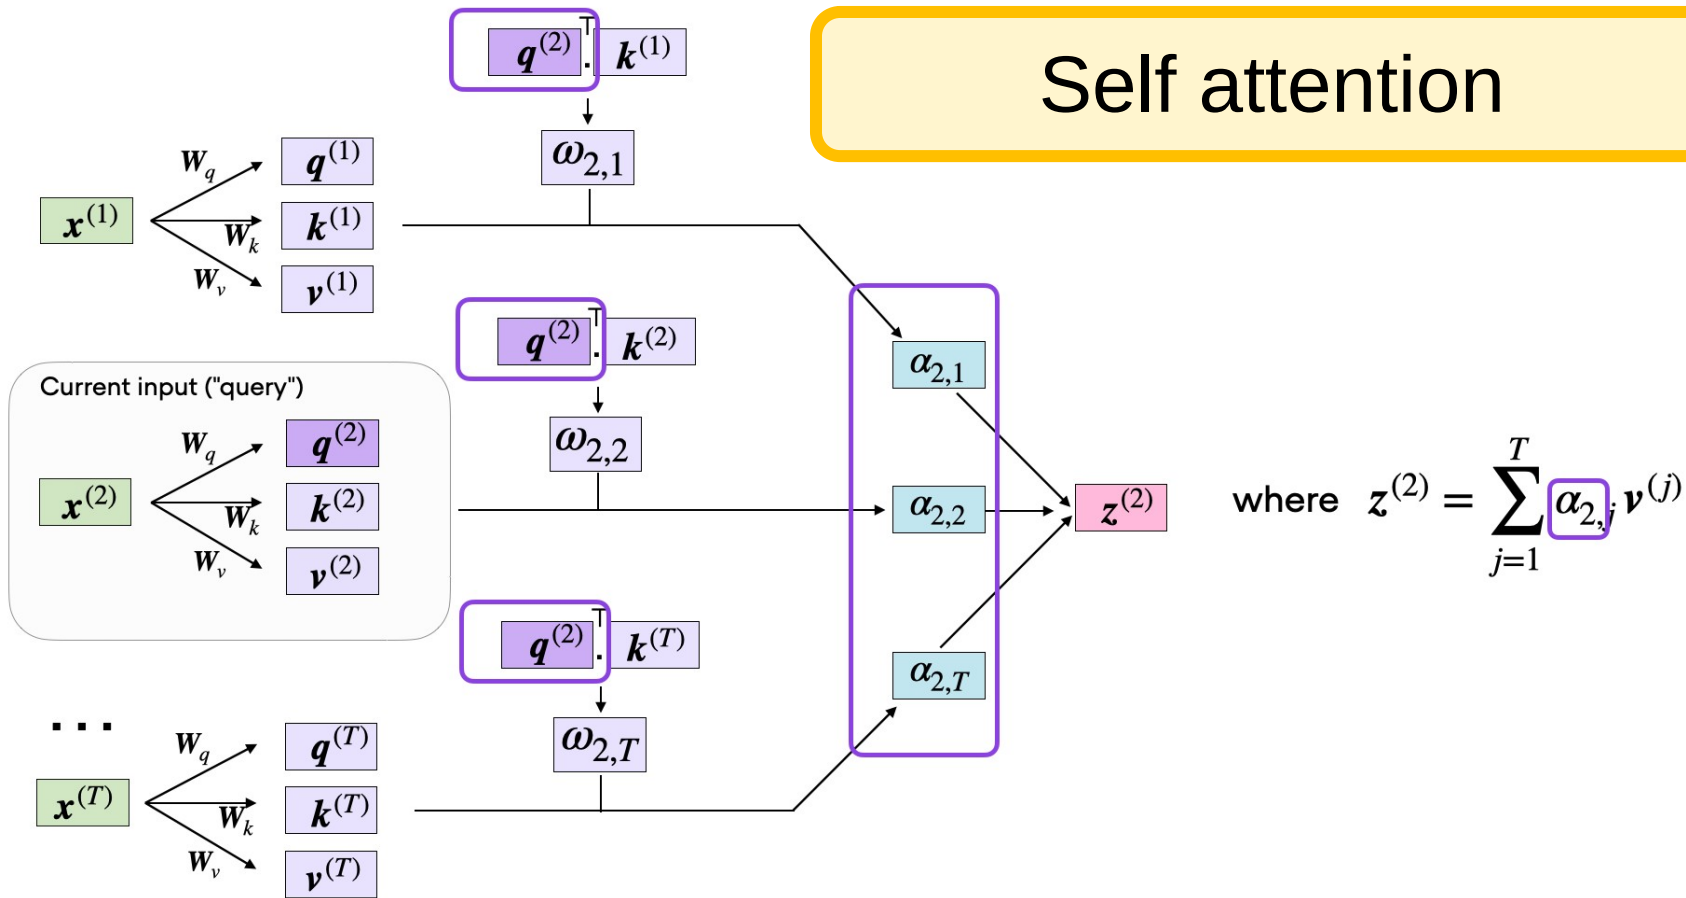 Self attention
q(2)T . k(1)
ω2,1
Wq
q(1)
x(1)
Wk
k(1)
Wv
v(1)
q(2)T . k(2)
ω2,2
α2,1
Current input ("query")
Wq
q(2)
x(2)
Wk
k(2)
Wv
v(2)
α2,2
z(2)
where z(2) = ∑j=1T α2,j v(j)
q(2)T . k(T)
ω2,T
α2,T
...
Wq
q(T)
x(T)
Wk
k(T)
Wv
v(T)